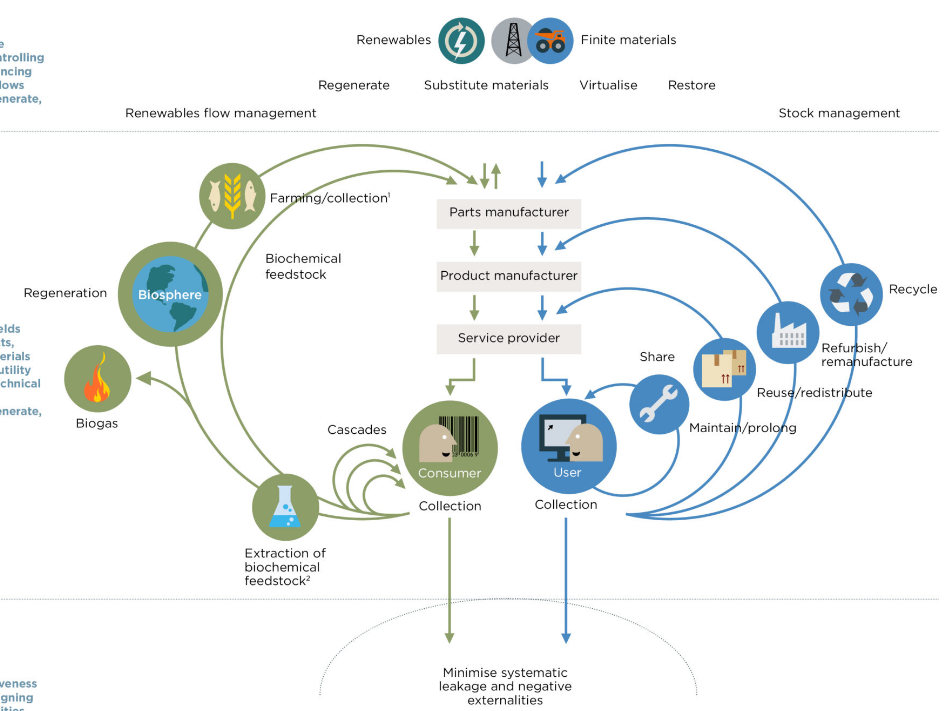 Renewables
Finite materials
Regenerate
Substitute materials
Virtualise
Restore
Renewables flow management
Stock management
Farming/collection¹
Parts manufacturer
Biochemical
feedstock
Product manufacturer
Regeneration
Biosphere
Recycle
Service provider
Share
Refurbish/
remanufacture
Reuse/redistribute
Biogas
Cascades
Maintain/prolong
Consumer
User
Collection
Collection
Extraction of
biochemical
feedstock²
Minimise systematic
leakage and negative
externalities